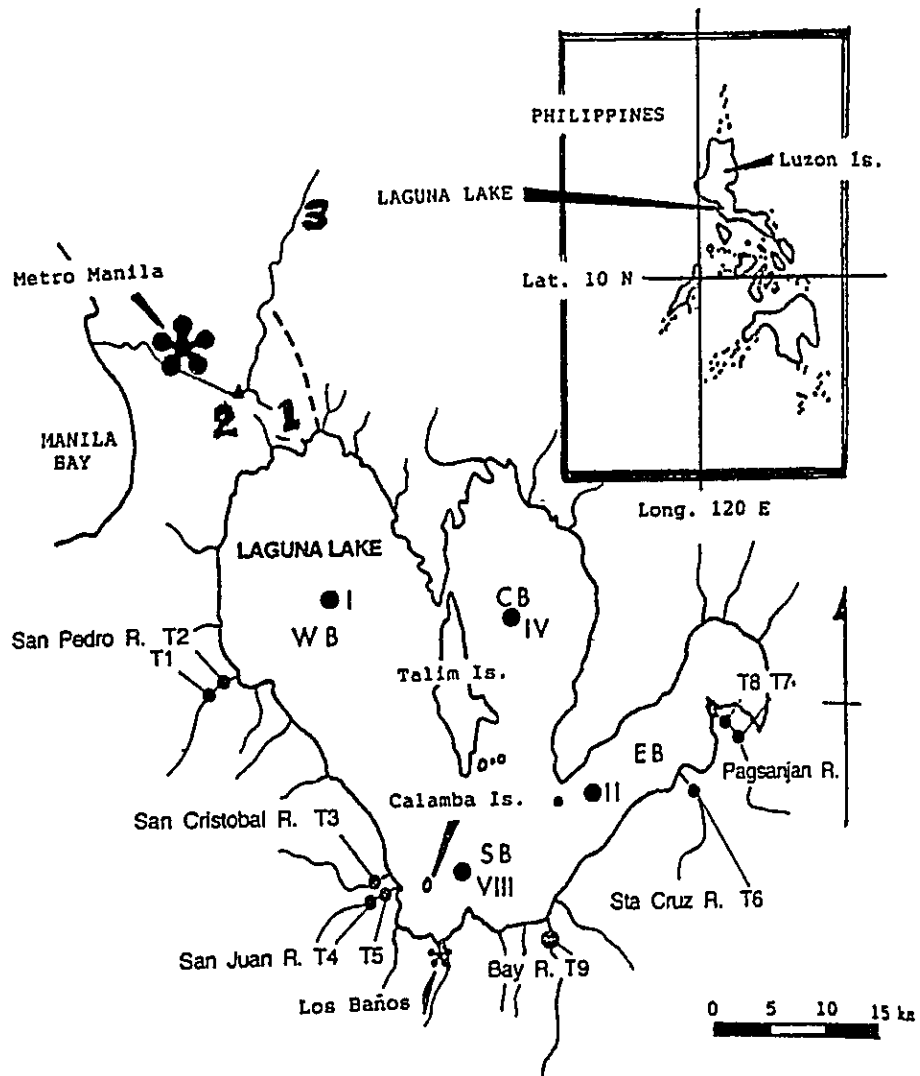 PHILIPPINES
Luzon Is.
LAGUNA LAKE
Lat. 10 N
Long. 120 E
3
Metro Manila
2
1
MANILA
BAY
LAGUNA LAKE
I
WB
CB
IV
San Pedro R. T2
T1
Talim Is.
T8 T7
EB
II
Pagsanjan R.
Calamba Is.
San Cristobal R. T3
SB
VIII
Sta Cruz R. T6
San Juan R. T4 T5
Bay R. T9
Los Baños
0 5 10 15 km